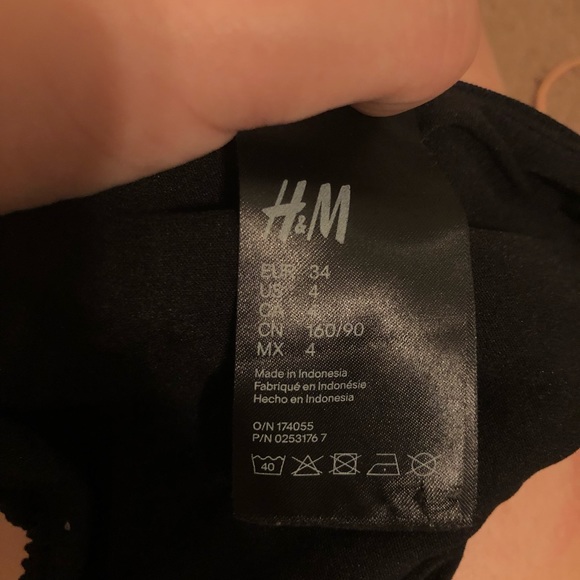 H&M
EUR 34
US 4
CA 4
CN 160/90
MX 4
Made in Indonesia
Fabriqué en Indonésie
Hecho en Indonesia
O/N 174055
P/N 0253176 7
40